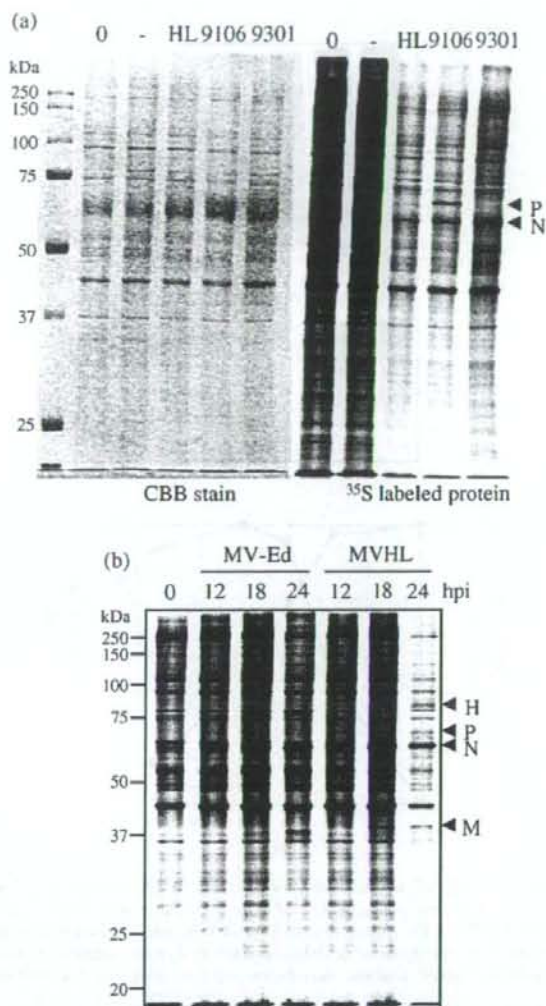 (a)
0 - HL 9106 9301 0 - HL 9106 9301
kDa
250
150
100
75
P
N
50
37
25
CBB stain ³⁵S labeled protein
(b)
MV-Ed MVHL
0 12 18 24 12 18 24 hpi
kDa
250
150
100
H
75
P
N
50
M
37
25
20